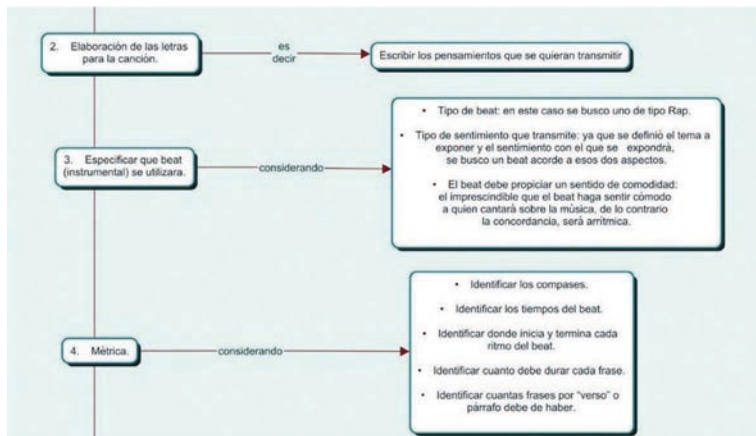 2. Elaboración de las letras
para la canción.
es
decir
Escribir los pensamientos que se quieran transmitir
3. Especificar que beat
(instrumental) se utilizara.
considerando
• Tipo de beat: en este caso se busco uno de tipo Rap.
• Tipo de sentimiento que transmite: ya que se definió el tema a
exponer y el sentimiento con el que se expondrá,
se busco un beat acorde a esos dos aspectos.
• El beat debe propiciar un sentido de comodidad:
el imprescindible que el beat haga sentir cómodo
a quien cantará sobre la música, de lo contrario
la concordancia, será arrítmica.
4. Métrica.
considerando
• Identificar los compases.
• Identificar los tiempos del beat.
• Identificar donde inicia y termina cada
ritmo del beat.
• Identificar cuanto debe durar cada frase.
• Identificar cuantas frases por "verso" o
párrafo debe de haber.